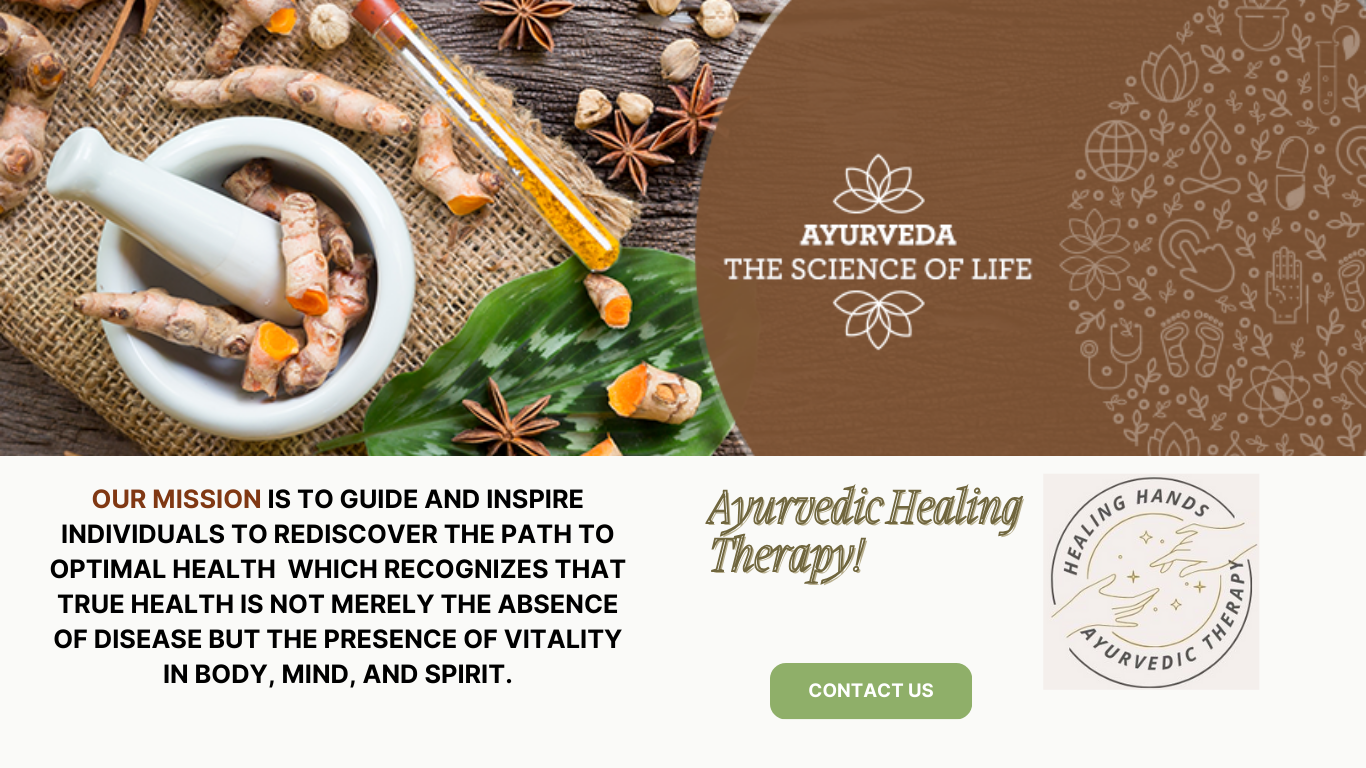 AYURVEDA
THE SCIENCE OF LIFE
OUR MISSION IS TO GUIDE AND INSPIRE
INDIVIDUALS TO REDISCOVER THE PATH TO
OPTIMAL HEALTH  WHICH RECOGNIZES THAT
TRUE HEALTH IS NOT MERELY THE ABSENCE
OF DISEASE BUT THE PRESENCE OF VITALITY
IN BODY, MIND, AND SPIRIT.
Ayurvedic Healing
Therapy!
CONTACT US
HEALING HANDS
AYURVEDIC THERAPY